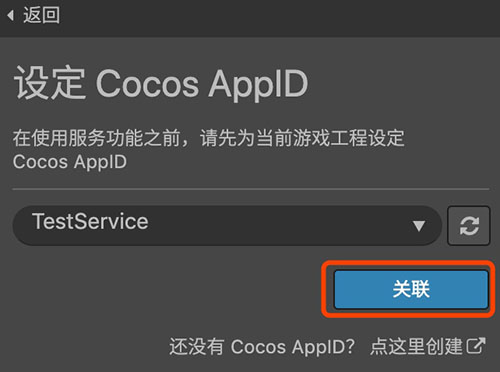 返回
设定 Cocos AppID
在使用服务功能之前，请先为当前游戏工程设定
Cocos AppID
TestService
关联
还没有 Cocos AppID？ 点这里创建